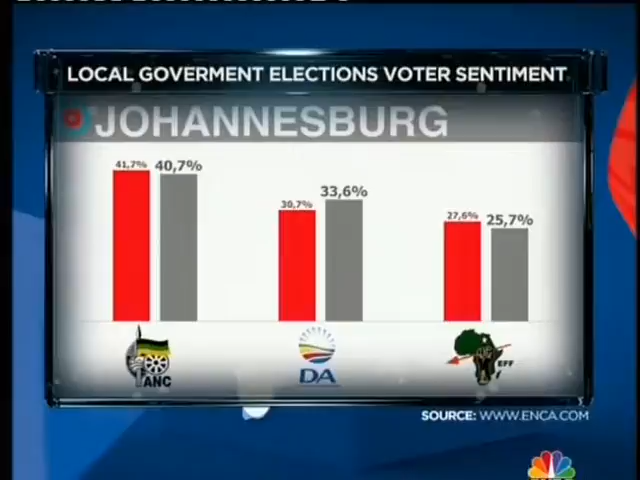 LOCAL GOVERMENT ELECTIONS VOTER SENTIMENT
JOHANNESBURG
41,7% 40,7%
30,7% 33,6%
27,6% 25,7%
ANC
DA
EFF
SOURCE: WWW.ENCA.COM